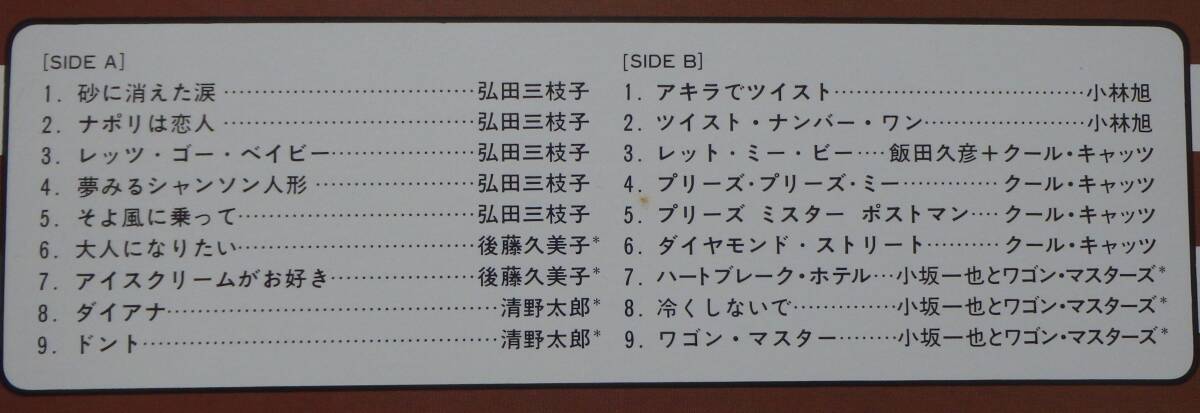 [SIDE A]
1. 砂に消えた涙……………………………弘田三枝子
2. ナポリは恋人……………………………弘田三枝子
3. レッツ・ゴー・ベイビー………………弘田三枝子
4. 夢みるシャンソン人形…………………弘田三枝子
5. そよ風に乗って…………………………弘田三枝子
6. 大人になりたい…………………………後藤久美子*
7. アイスクリームがお好き………………後藤久美子*
8. ダイアナ…………………………………清野太郎*
9. ドント……………………………………清野太郎*
[SIDE B]
1. アキラでツイスト……………………………小林旭
2. ツイスト・ナンバー・ワン…………………小林旭
3. レット・ミー・ビー‥‥飯田久彦+クール・キャッツ
4. プリーズ・プリーズ・ミー…………クール・キャッツ
5. プリーズ ミスター ポストマン‥‥クール・キャッツ
6. ダイヤモンド・ストリート………クール・キャッツ
7. ハートブレーク・ホテル…小坂一也とワゴン・マスターズ*
8. 冷くしないで…………小坂一也とワゴン・マスターズ*
9. ワゴン・マスター……小坂一也とワゴン・マスターズ*